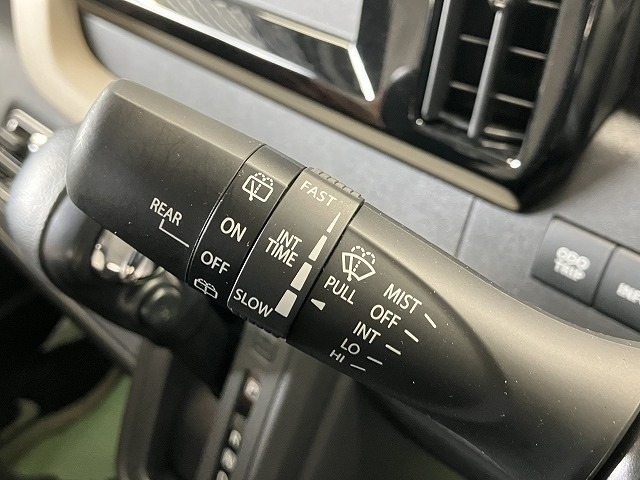 REAR
ON
OFF
FAST
INT
TIME
SLOW
PULL
MIST
OFF
INT
LO
HI
ODO
TRIP